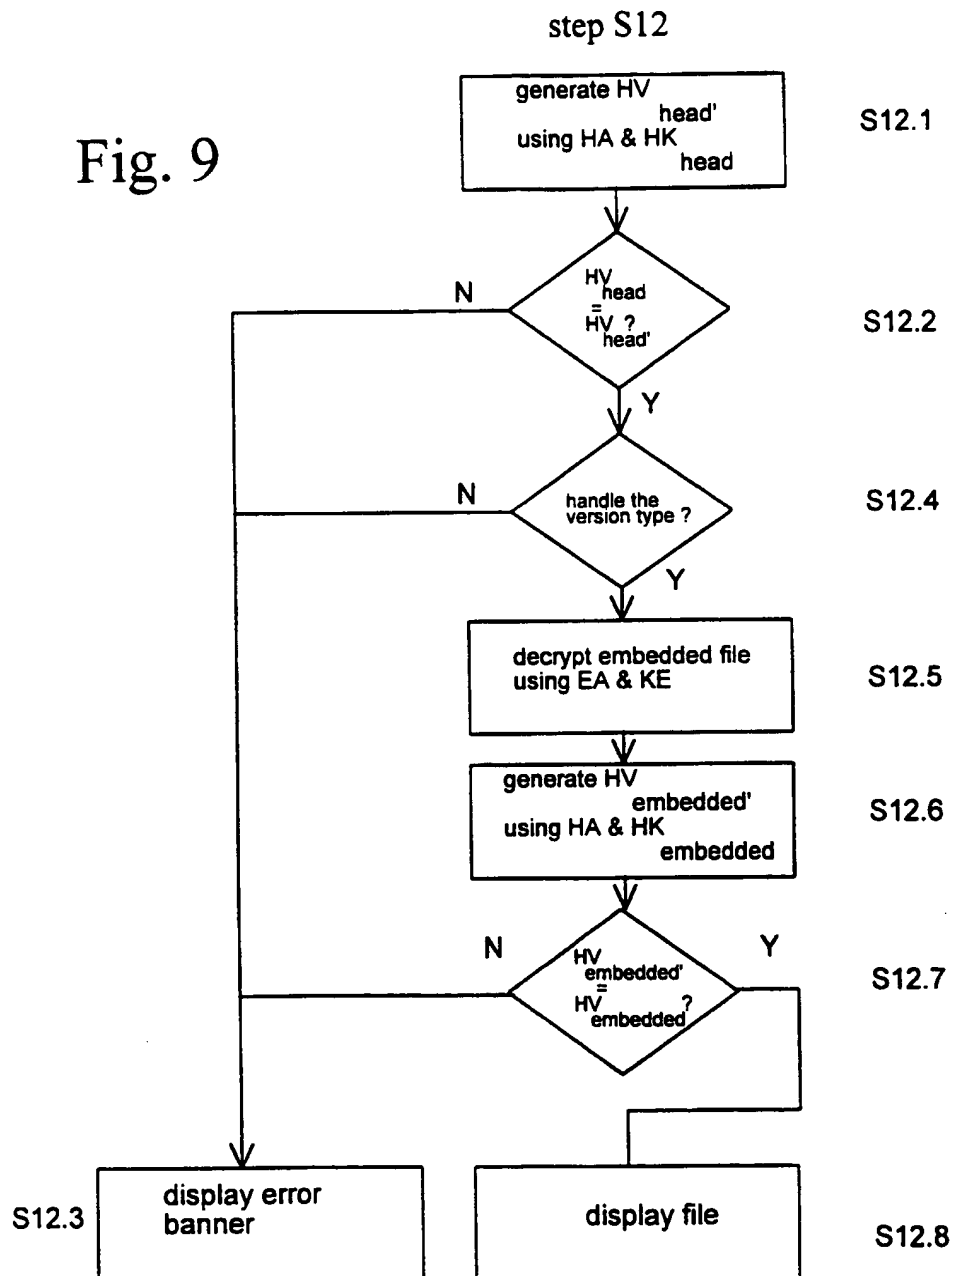 step S12
Fig. 9
generate HV
head'
using HA & HK
head
S12.1
HV
head
=
HV ?
head'
N
Y
S12.2
handle the
version type ?
N
Y
S12.4
decrypt embedded file
using EA & KE
S12.5
generate HV
embedded'
using HA & HK
embedded
S12.6
N
Y
HV
embedded'
=
HV ?
embedded
S12.7
S12.3
display error
banner
display file
S12.8